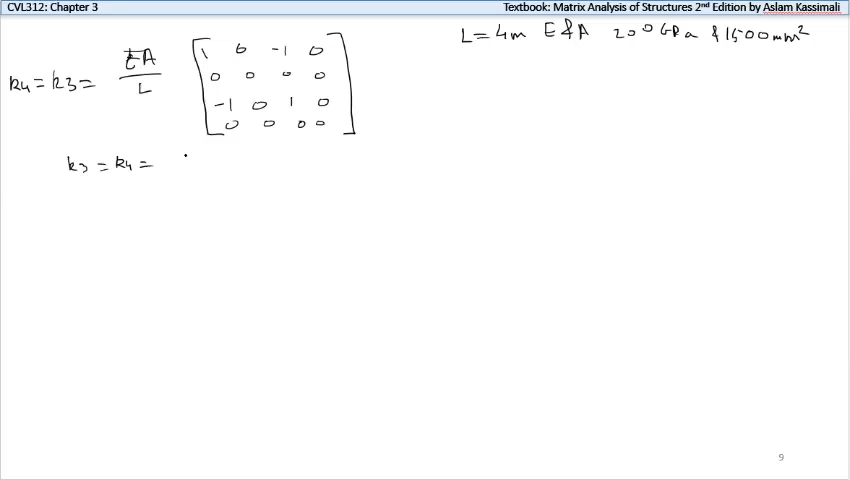 CVL312: Chapter 3
Textbook: Matrix Analysis of Structures 2nd Edition by Aslam Kassimali
L = 4m E & A 200 GPa & 1500 mm²
k4 = k3 = EA / L [ 1 0 -1 0
0 0 0 0
-1 0 1 0
0 0 0 0 ]
k3 = k4 =
9